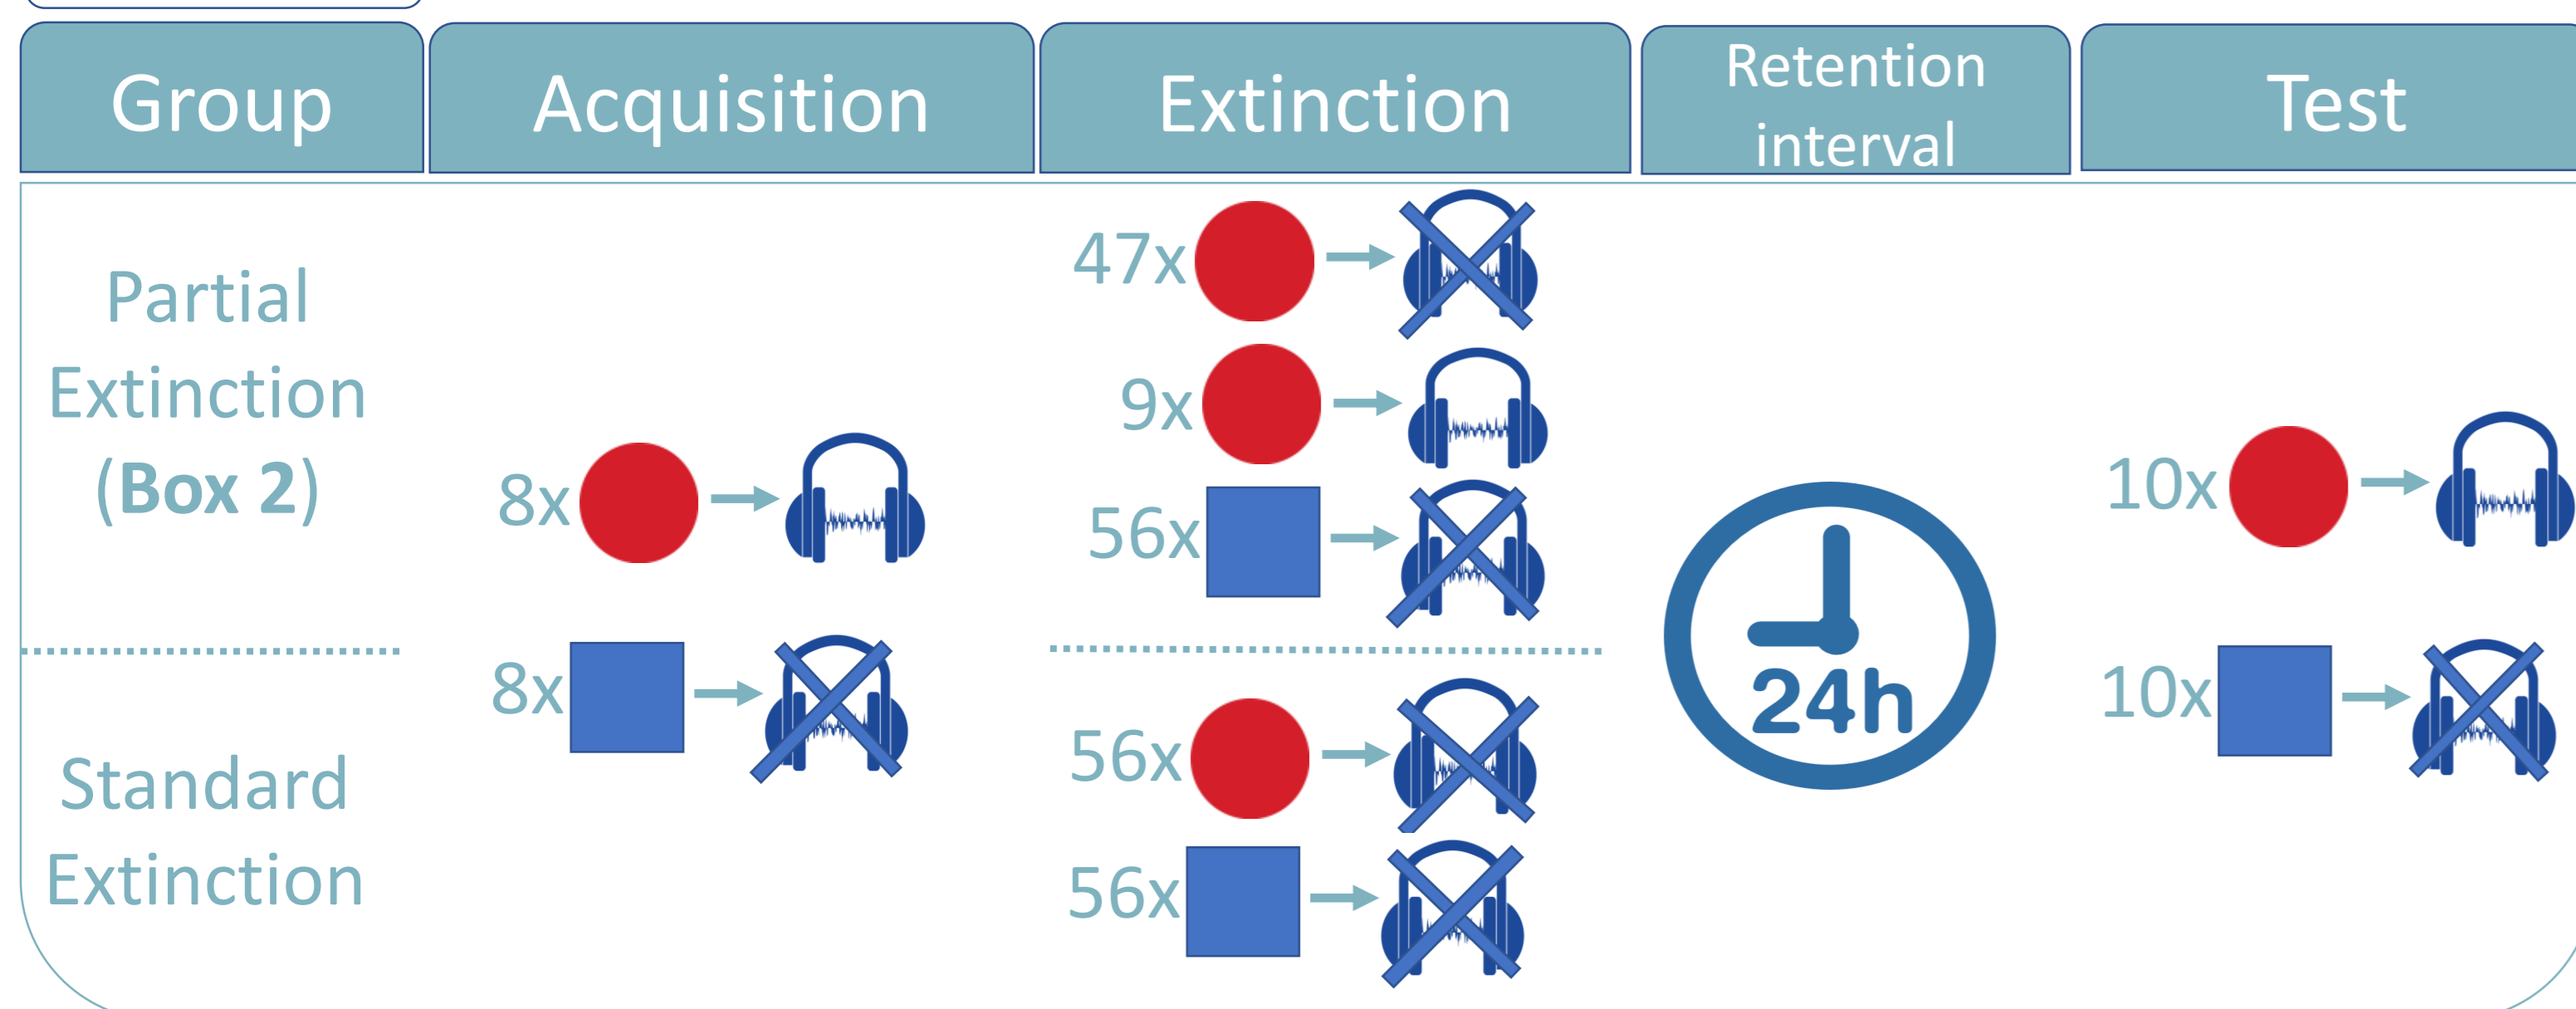 Group
Acquisition
Extinction
Retention
interval
Test
Partial
Extinction
(Box 2)
Standard
Extinction
8x
8x
47x
9x
56x
56x
56x
24h
10x
10x